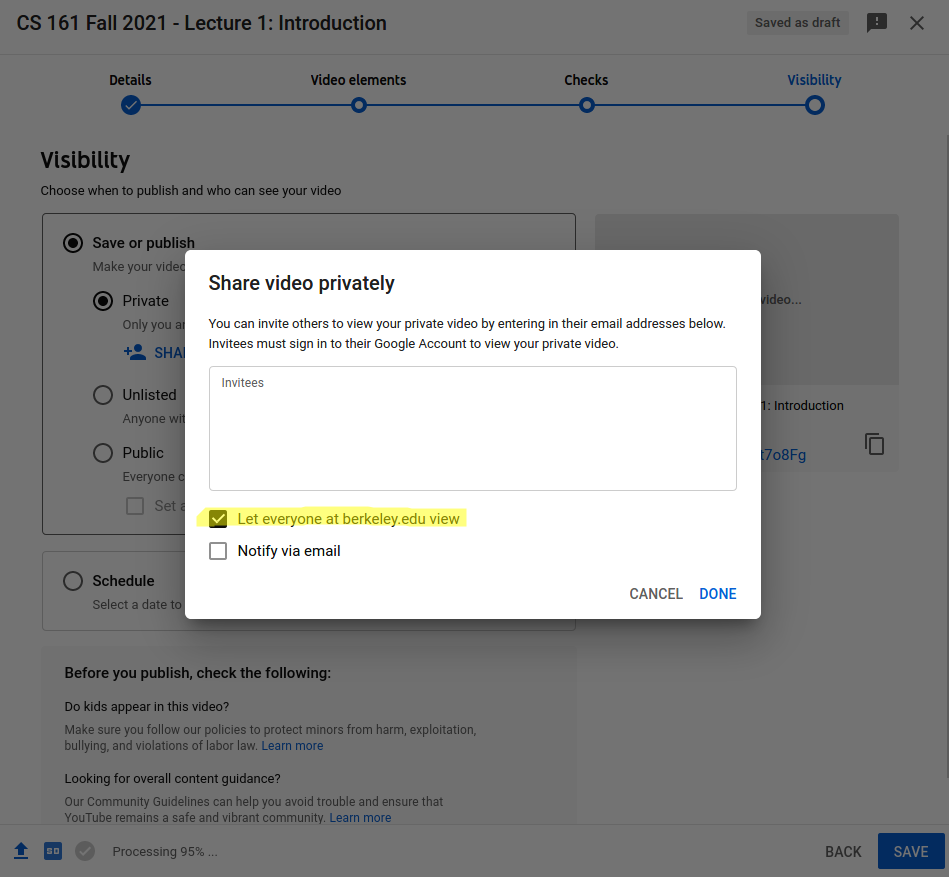 CS 161 Fall 2021 - Lecture 1: Introduction
Saved as draft
Details
Video elements
Checks
Visibility
Visibility
Choose when to publish and who can see your video
Save or publish
Make your video
Private
Only you
SHA
Unlisted
Anyone
Public
Everyone
Set
Schedule
Select a date to
Share video privately
You can invite others to view your private video by entering in their email addresses below.
Invitees must sign in to their Google Account to view your private video.
Invitees
Let everyone at berkeley.edu view
Notify via email
CANCEL
DONE
video...
1: Introduction
t7o8Fg
Before you publish, check the following:
Do kids appear in this video?
Make sure you follow our policies to protect minors from harm, exploitation,
bullying, and violations of labor law. Learn more
Looking for overall content guidance?
Our Community Guidelines can help you avoid trouble and ensure that
YouTube remains a safe and vibrant community. Learn more
SD
Processing 95% ...
BACK
SAVE